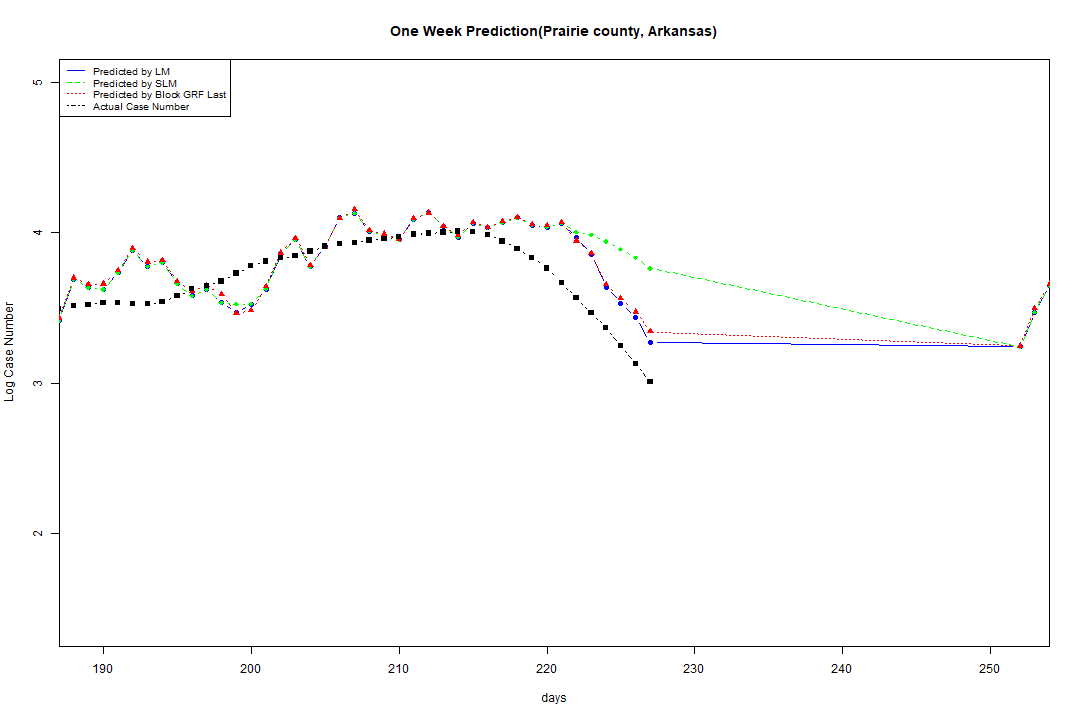 One Week Prediction(Prairie county, Arkansas)
Predicted by LM
Predicted by SLM
Predicted by Block GRF Last
Actual Case Number
5
4
3
2
Log Case Number
190 200 210 220 230 240 250
days